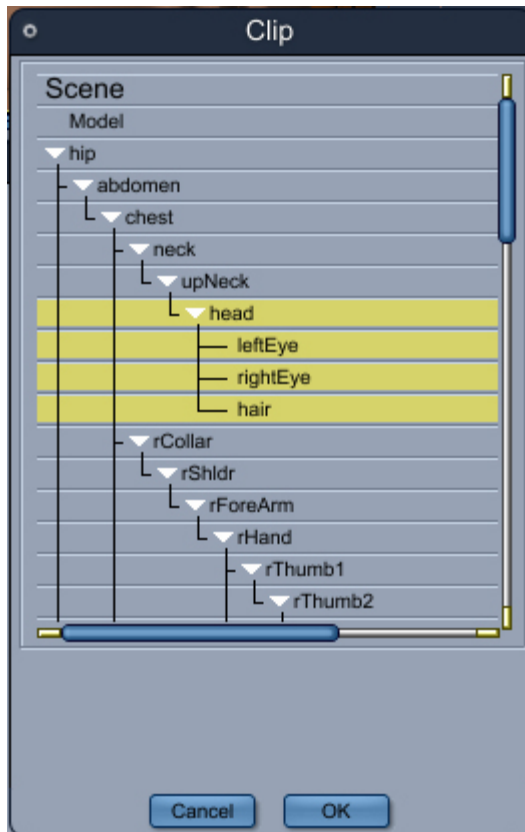 Clip
Scene
Model
hip
abdomen
chest
neck
upNeck
head
leftEye
rightEye
hair
rCollar
rShldr
rForeArm
rHand
rThumb1
rThumb2
Cancel
OK